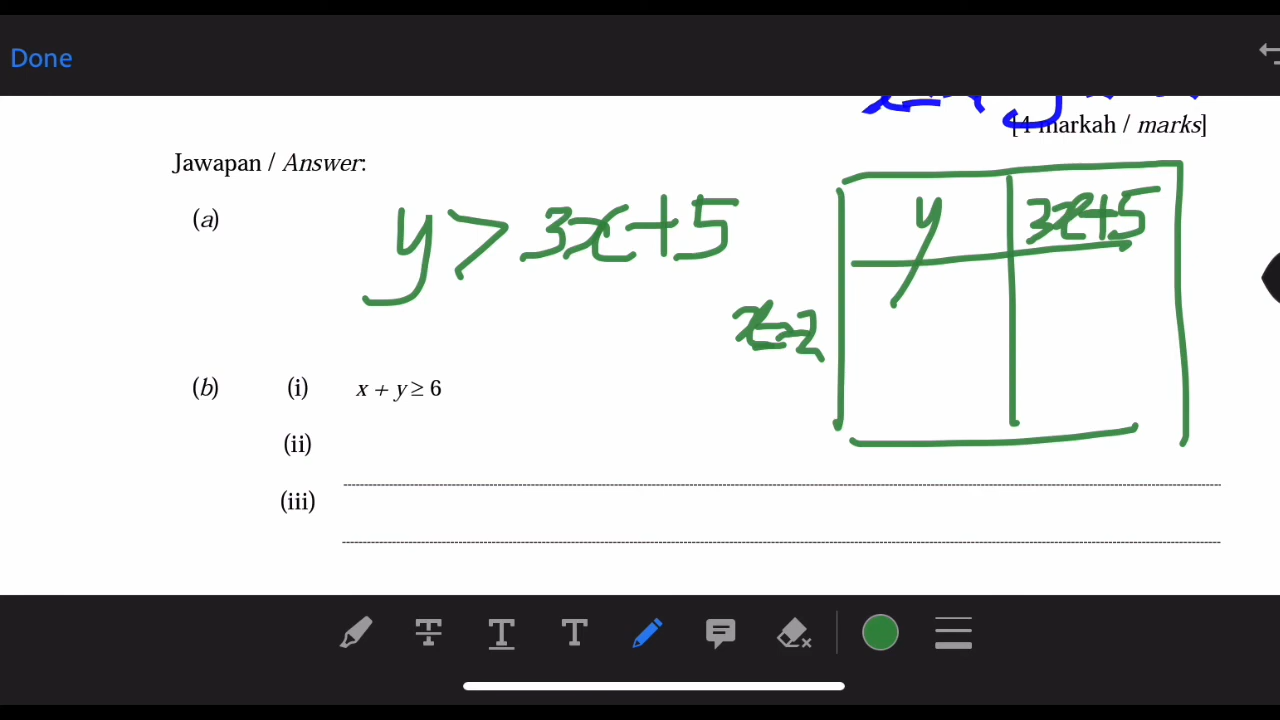 Done
[4 markah / marks]
Jawapan / Answer:
(a) y > 3x+5
y 3x+5
x=2
(b) (i) x + y ≥ 6
(ii)
(iii)